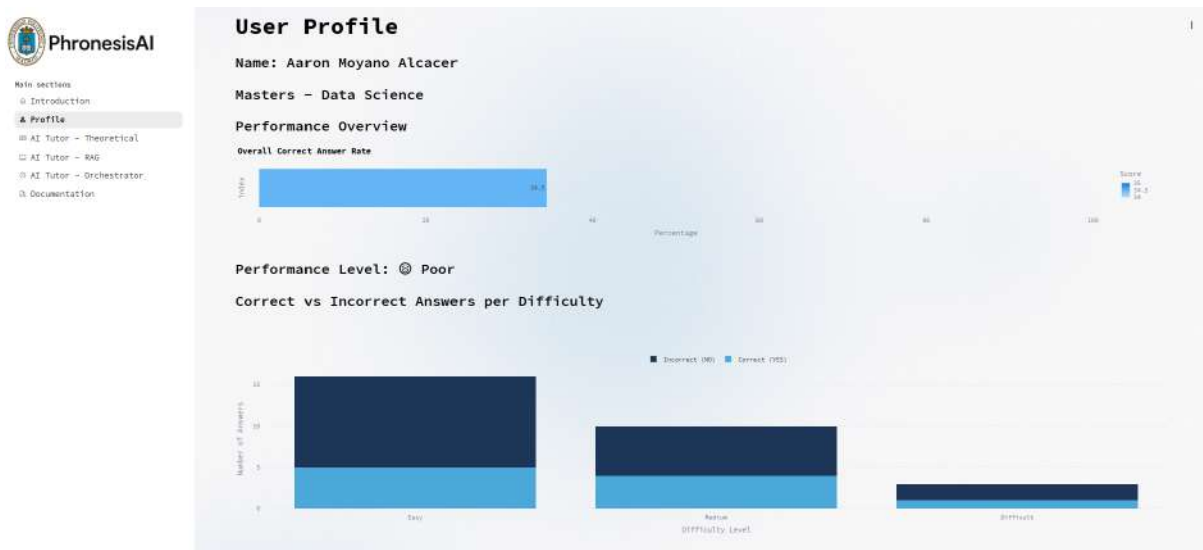 PhronesisAI
Main sections
Introduction
Profile
AI Tutor - Theoretical
AI Tutor - RAG
AI Tutor - Orchestrator
Documentation
User Profile
Name: Aaron Moyano Alcacer
Masters - Data Science
Performance Overview
Overall Correct Answer Rate
Index
0 20 40 60 80 100
Percentage
Score
Performance Level: 😔 Poor
Correct vs Incorrect Answers per Difficulty
Incorrect (NO) Correct (YES)
Number of Answers
15
10
5
0
Easy Medium Difficult
Difficulty Level